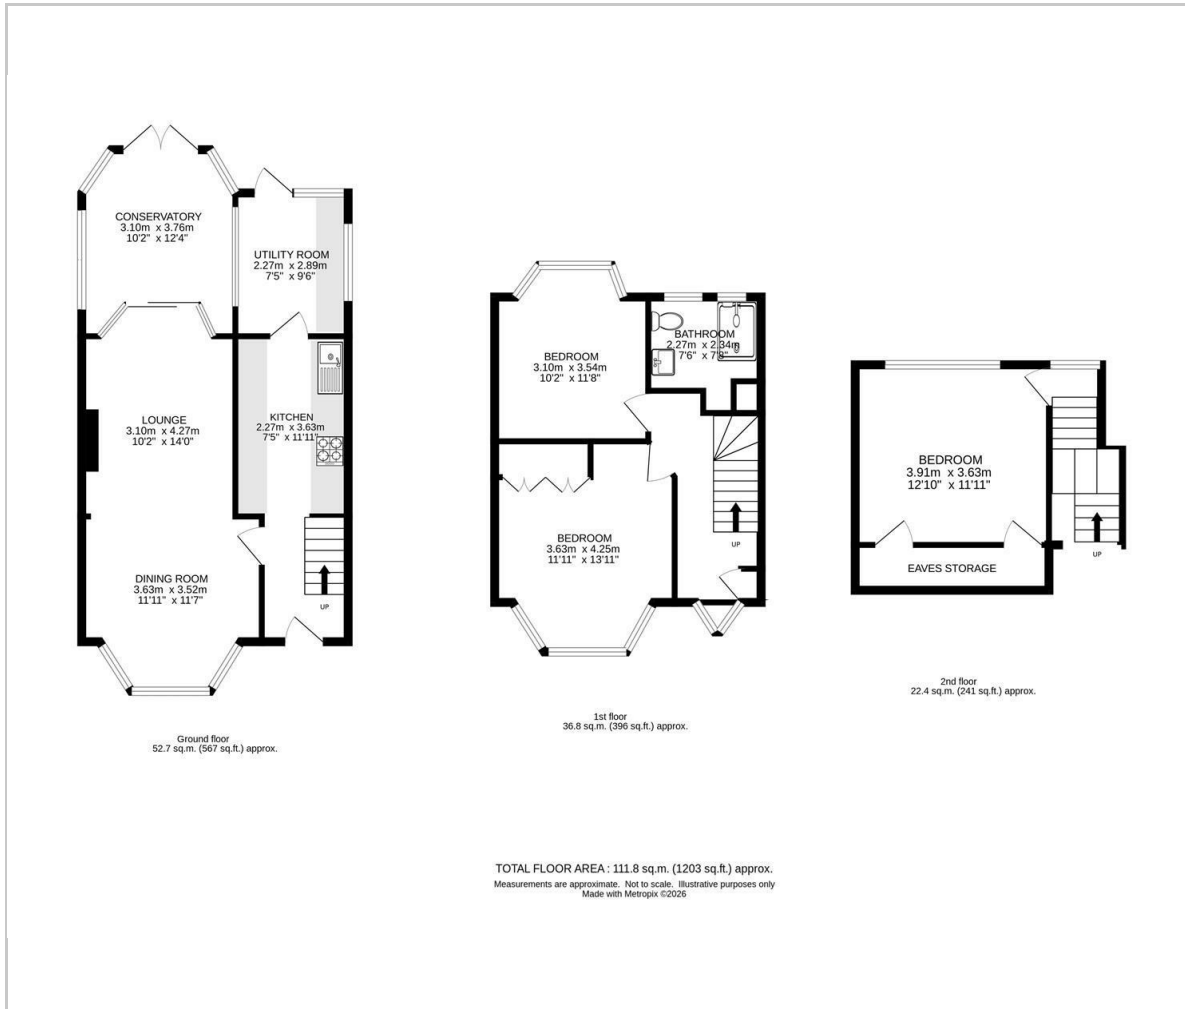 CONSERVATORY
3.10m x 3.76m
10'2" x 12'4"
UTILITY ROOM
2.27m x 2.89m
7'5" x 9'6"
LOUNGE
3.10m x 4.27m
10'2" x 14'0"
KITCHEN
2.27m x 3.63m
7'5" x 11'11"
DINING ROOM
3.63m x 3.52m
11'11" x 11'7"
UP
Ground floor
52.7 sq.m. (567 sq.ft.) approx.
BEDROOM
3.10m x 3.54m
10'2" x 11'8"
BATHROOM
2.27m x 2.34m
7'6" x 7'8"
BEDROOM
3.63m x 4.25m
11'11" x 13'11"
UP
1st floor
36.8 sq.m. (396 sq.ft.) approx.
BEDROOM
3.91m x 3.63m
12'10" x 11'11"
EAVES STORAGE
UP
2nd floor
22.4 sq.m. (241 sq.ft.) approx.
TOTAL FLOOR AREA : 111.8 sq.m. (1203 sq.ft.) approx.
Measurements are approximate. Not to scale. Illustrative purposes only
Made with Metropix ©2026